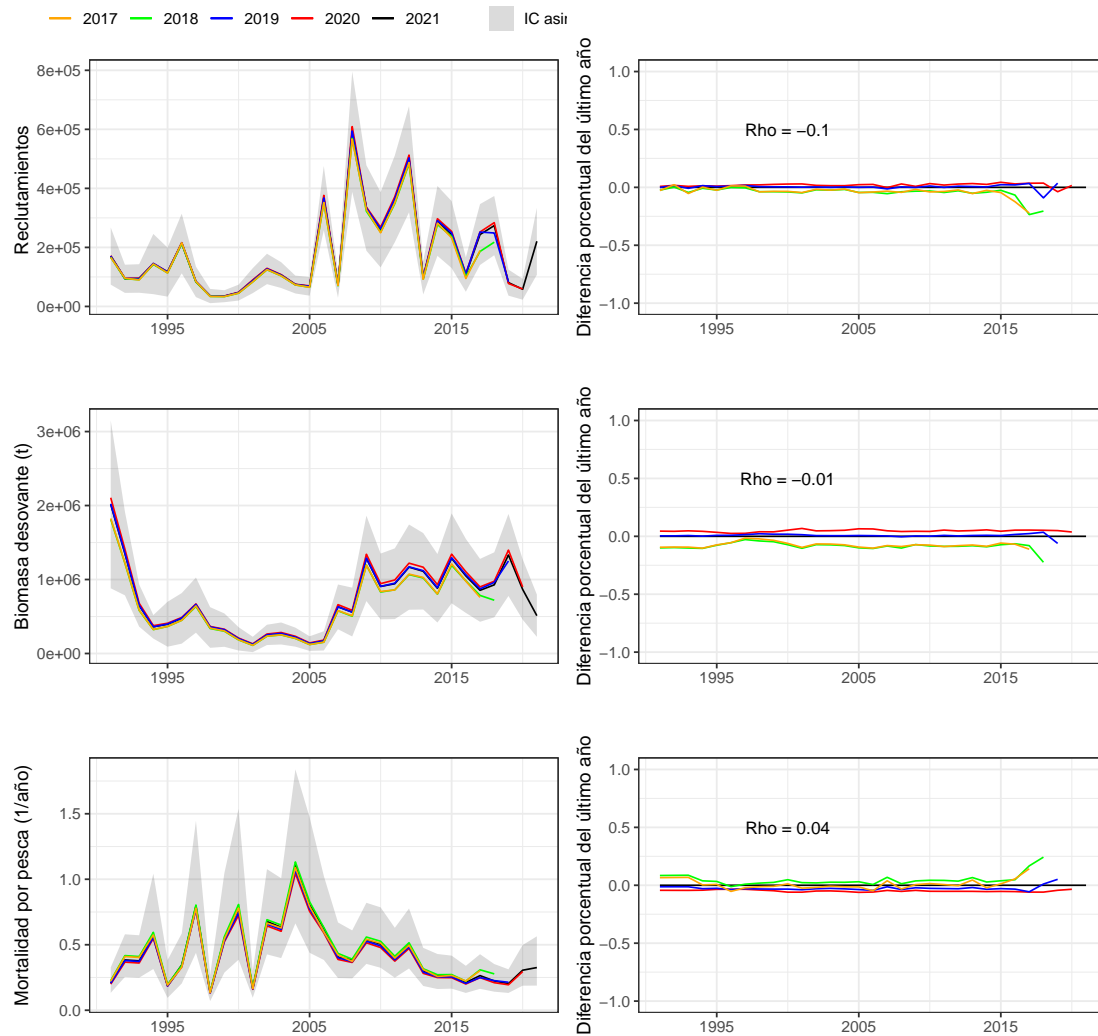 2017 2018 2019 2020 2021 IC asir
Reclutamientos
8e+05
6e+05
4e+05
2e+05
0e+00
1995 2005 2015
Diferencia porcentual del último año
1.0
0.5
0.0
−0.5
−1.0
Rho = −0.1
1995 2005 2015
Biomasa desovante (t)
3e+06
2e+06
1e+06
0e+00
1995 2005 2015
Diferencia porcentual del último año
1.0
0.5
0.0
−0.5
−1.0
Rho = −0.01
1995 2005 2015
Mortalidad por pesca (1/año)
1.5
1.0
0.5
0.0
1995 2005 2015
Diferencia porcentual del último año
1.0
0.5
0.0
−0.5
−1.0
Rho = 0.04
1995 2005 2015